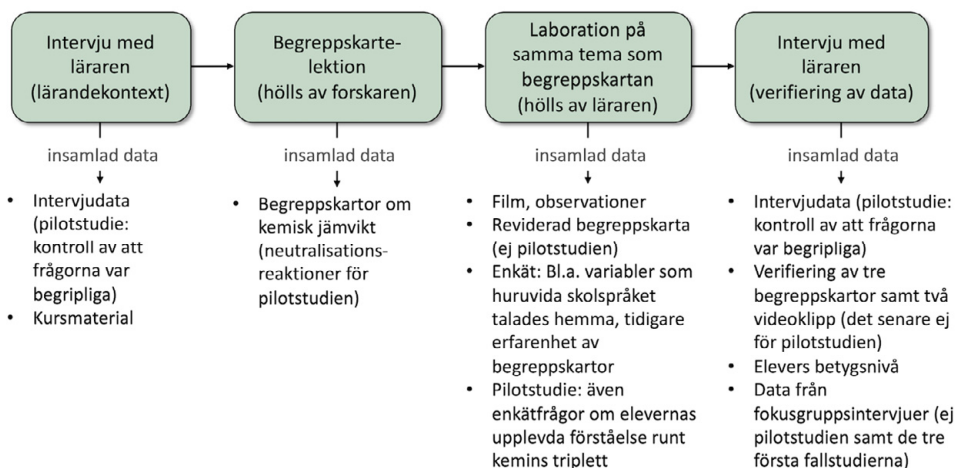 Intervju med
läraren
(lärandekontext)
Begreppskarte-
lektion
(hölls av forskaren)
Laboration på
samma tema som
begreppskartan
(hölls av läraren)
Intervju med
läraren
(verifiering av data)
insamlad data
insamlad data
insamlad data
insamlad data
• Intervjudata
(pilotstudie:
kontroll av att
frågorna var
begripliga)
• Kursmaterial
• Begreppskartor om
kemisk jämvikt
(neutralisations-
reaktioner för
pilotstudien)
• Film, observationer
• Reviderad begreppskarta
(ej pilotstudien)
• Enkät: Bl.a. variabler som
huruvida skolspråket
talades hemma, tidigare
erfarenhet av
begreppskartor
• Pilotstudie: även
enkätfrågor om elevernas
upplevda förståelse runt
kemins triplett
• Intervjudata (pilotstudie:
kontroll av att frågorna
var begripliga)
• Verifiering av tre
begreppskartor samt två
videoklipp (det senare ej
för pilotstudien)
• Elevers betygsnivå
• Data från
fokusgruppsintervjuer (ej
pilotstudien samt de tre
första fallstudierna)